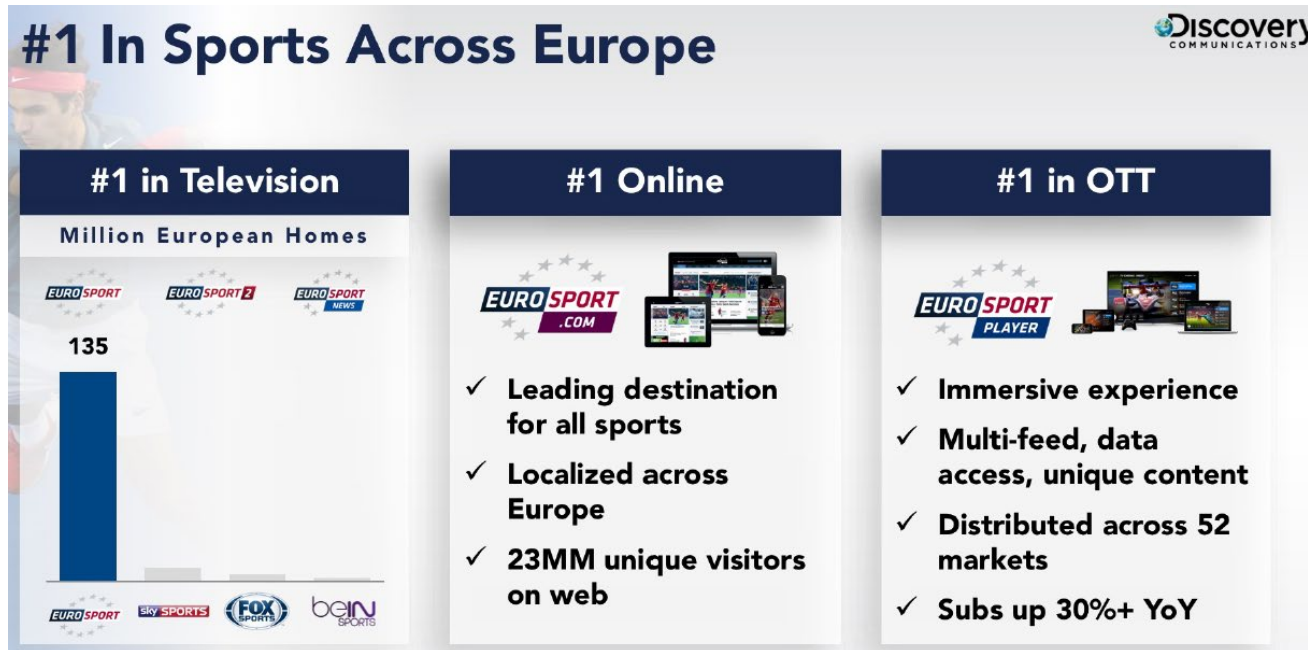 #1 In Sports Across Europe
Discovery
COMMUNICATIONS
#1 in Television
Million European Homes
EUROSPORT
EUROSPORT 2
EUROSPORT
NEWS
135
EUROSPORT
sky SPORTS
FOX
SPORTS
beIN
SPORTS
#1 Online
EUROSPORT
.COM
✓ Leading destination
for all sports
✓ Localized across
Europe
✓ 23MM unique visitors
on web
#1 in OTT
EUROSPORT
PLAYER
✓ Immersive experience
✓ Multi-feed, data
access, unique content
✓ Distributed across 52
markets
✓ Subs up 30%+ YoY